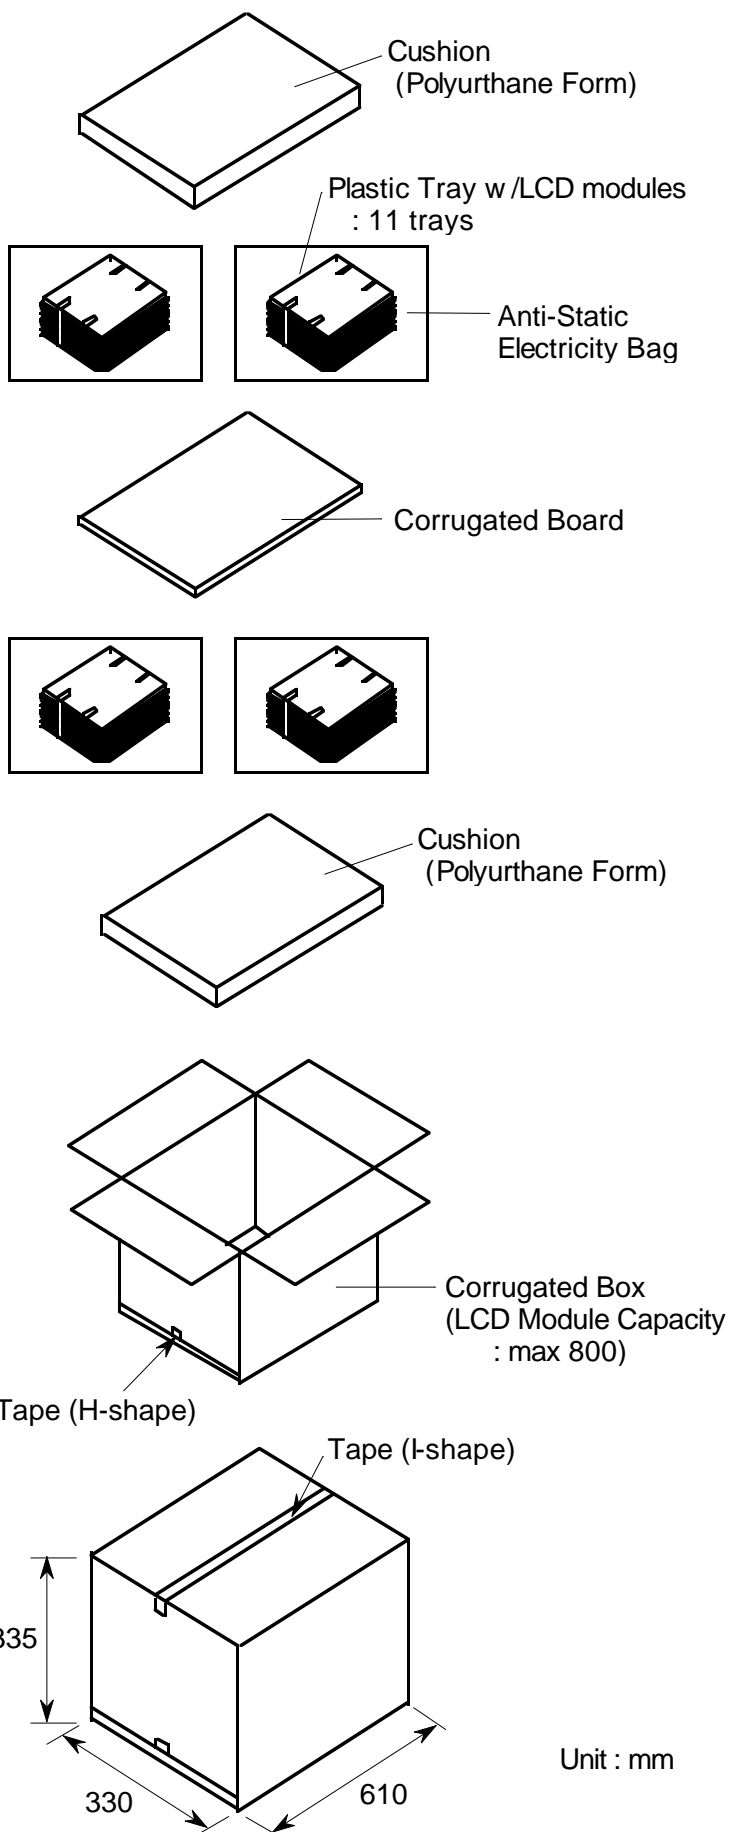 Cushion
(Polyurthane Form)
Plastic Tray w/LCD modules
: 11 trays
Anti-Static
Electricity Bag
Corrugated Board
Cushion
(Polyurthane Form)
Corrugated Box
(LCD Module Capacity
: max 800)
Tape (H-shape)
Tape (I-shape)
335
330
610
Unit : mm